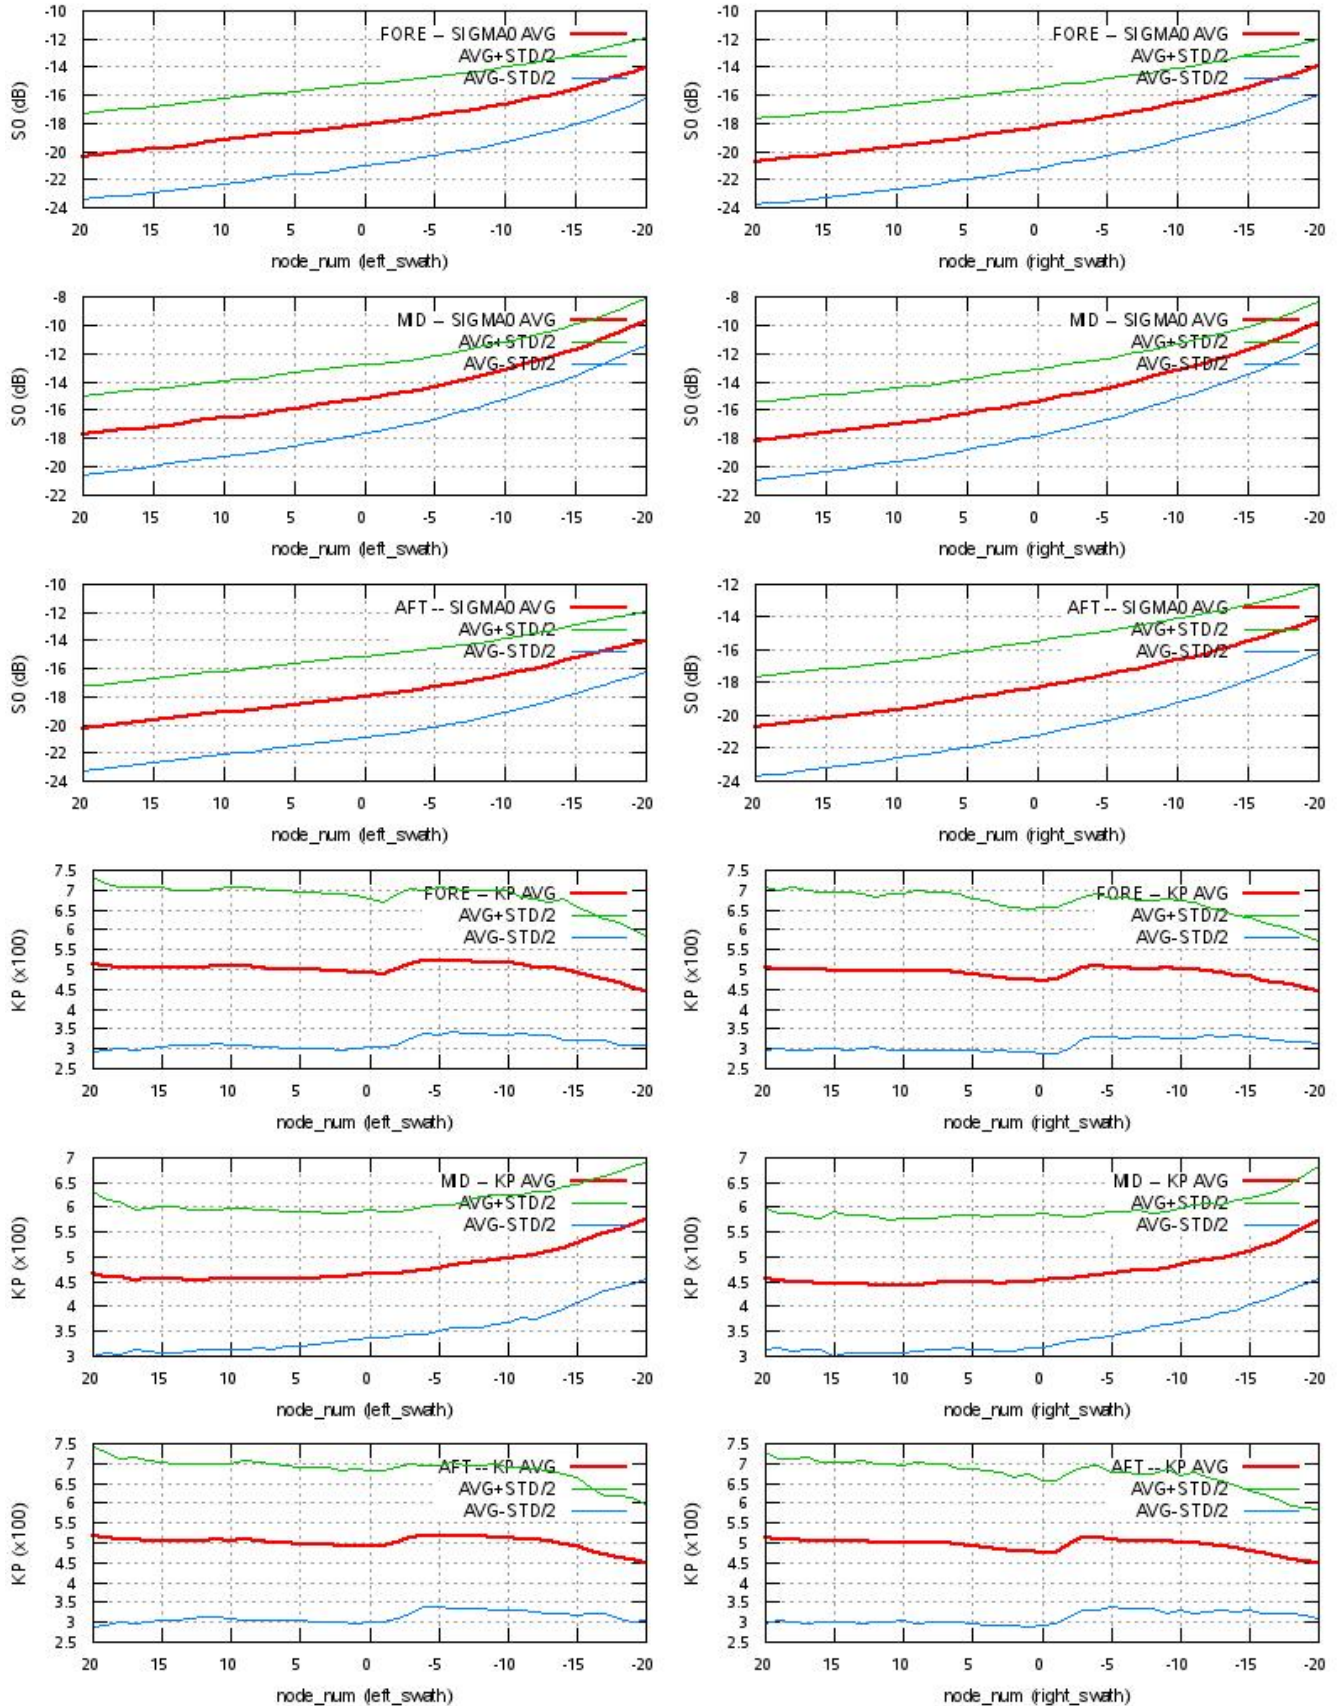 -10
-12
-14
-16
-18
-20
-22
-24
S0 (dB)
FORE -- SIGMA0 AVG
AVG+STD/2
AVG-STD/2
20 15 10 5 0 -5 -10 -15 -20
node_num (left_swath)
-10
-12
-14
-16
-18
-20
-22
-24
S0 (dB)
FORE -- SIGMA0 AVG
AVG+STD/2
AVG-STD/2
20 15 10 5 0 -5 -10 -15 -20
node_num (right_swath)
-8
-10
-12
-14
-16
-18
-20
-22
S0 (dB)
MID -- SIGMA0 AVG
AVG+STD/2
AVG-STD/2
20 15 10 5 0 -5 -10 -15 -20
node_num (left_swath)
-8
-10
-12
-14
-16
-18
-20
-22
S0 (dB)
MID -- SIGMA0 AVG
AVG+STD/2
AVG-STD/2
20 15 10 5 0 -5 -10 -15 -20
node_num (right_swath)
-10
-12
-14
-16
-18
-20
-22
-24
S0 (dB)
AFT -- SIGMA0 AVG
AVG+STD/2
AVG-STD/2
20 15 10 5 0 -5 -10 -15 -20
node_num (left_swath)
-12
-14
-16
-18
-20
-22
-24
S0 (dB)
AFT -- SIGMA0 AVG
AVG+STD/2
AVG-STD/2
20 15 10 5 0 -5 -10 -15 -20
node_num (right_swath)
7.5
7
6.5
6
5.5
5
4.5
4
3.5
3
2.5
KP (x100)
FORE -- KP AVG
AVG+STD/2
AVG-STD/2
20 15 10 5 0 -5 -10 -15 -20
node_num (left_swath)
7.5
7
6.5
6
5.5
5
4.5
4
3.5
3
2.5
KP (x100)
FORE -- KP AVG
AVG+STD/2
AVG-STD/2
20 15 10 5 0 -5 -10 -15 -20
node_num (right_swath)
7
6.5
6
5.5
5
4.5
4
3.5
3
KP (x100)
MID -- KP AVG
AVG+STD/2
AVG-STD/2
20 15 10 5 0 -5 -10 -15 -20
node_num (left_swath)
7
6.5
6
5.5
5
4.5
4
3.5
3
KP (x100)
MID -- KP AVG
AVG+STD/2
AVG-STD/2
20 15 10 5 0 -5 -10 -15 -20
node_num (right_swath)
7.5
7
6.5
6
5.5
5
4.5
4
3.5
3
2.5
KP (x100)
AFT -- KP AVG
AVG+STD/2
AVG-STD/2
20 15 10 5 0 -5 -10 -15 -20
node_num (left_swath)
7.5
7
6.5
6
5.5
5
4.5
4
3.5
3
2.5
KP (x100)
AFT -- KP AVG
AVG+STD/2
AVG-STD/2
20 15 10 5 0 -5 -10 -15 -20
node_num (right_swath)